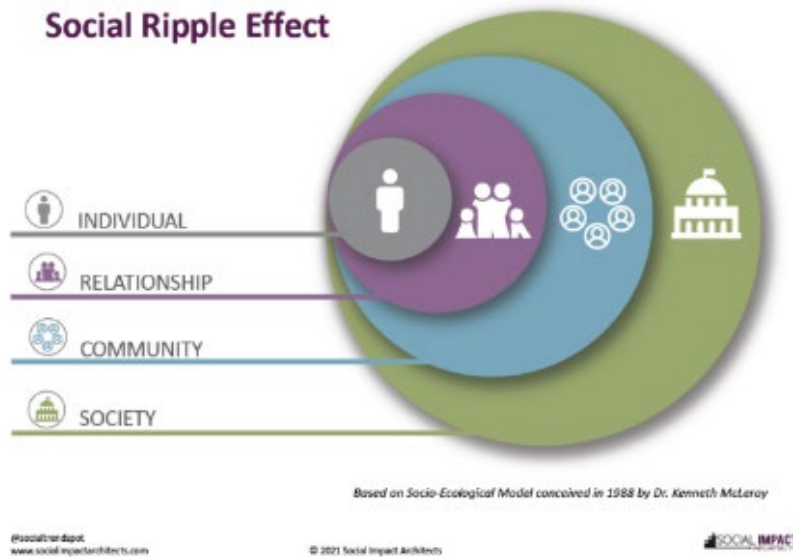 Social Ripple Effect
INDIVIDUAL
RELATIONSHIP
COMMUNITY
SOCIETY
Based on Socio-Ecological Model conceived in 1988 by Dr. Kenneth McLeroy
@socialtrendspot
www.socialimpactarchitects.com
© 2021 Social Impact Architects
SOCIAL IMPACT